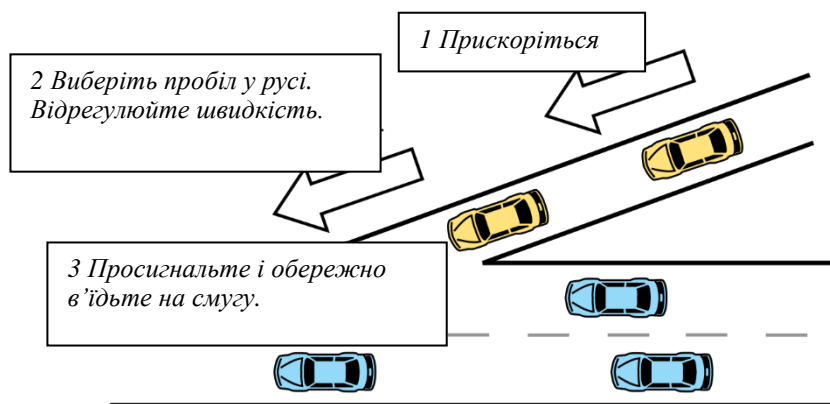 1 Прискоріться
2 Виберіть пробіл у русі.
Відрегулюйте швидкість.
3 Просигнальте і обережно
в’їдьте на смугу.